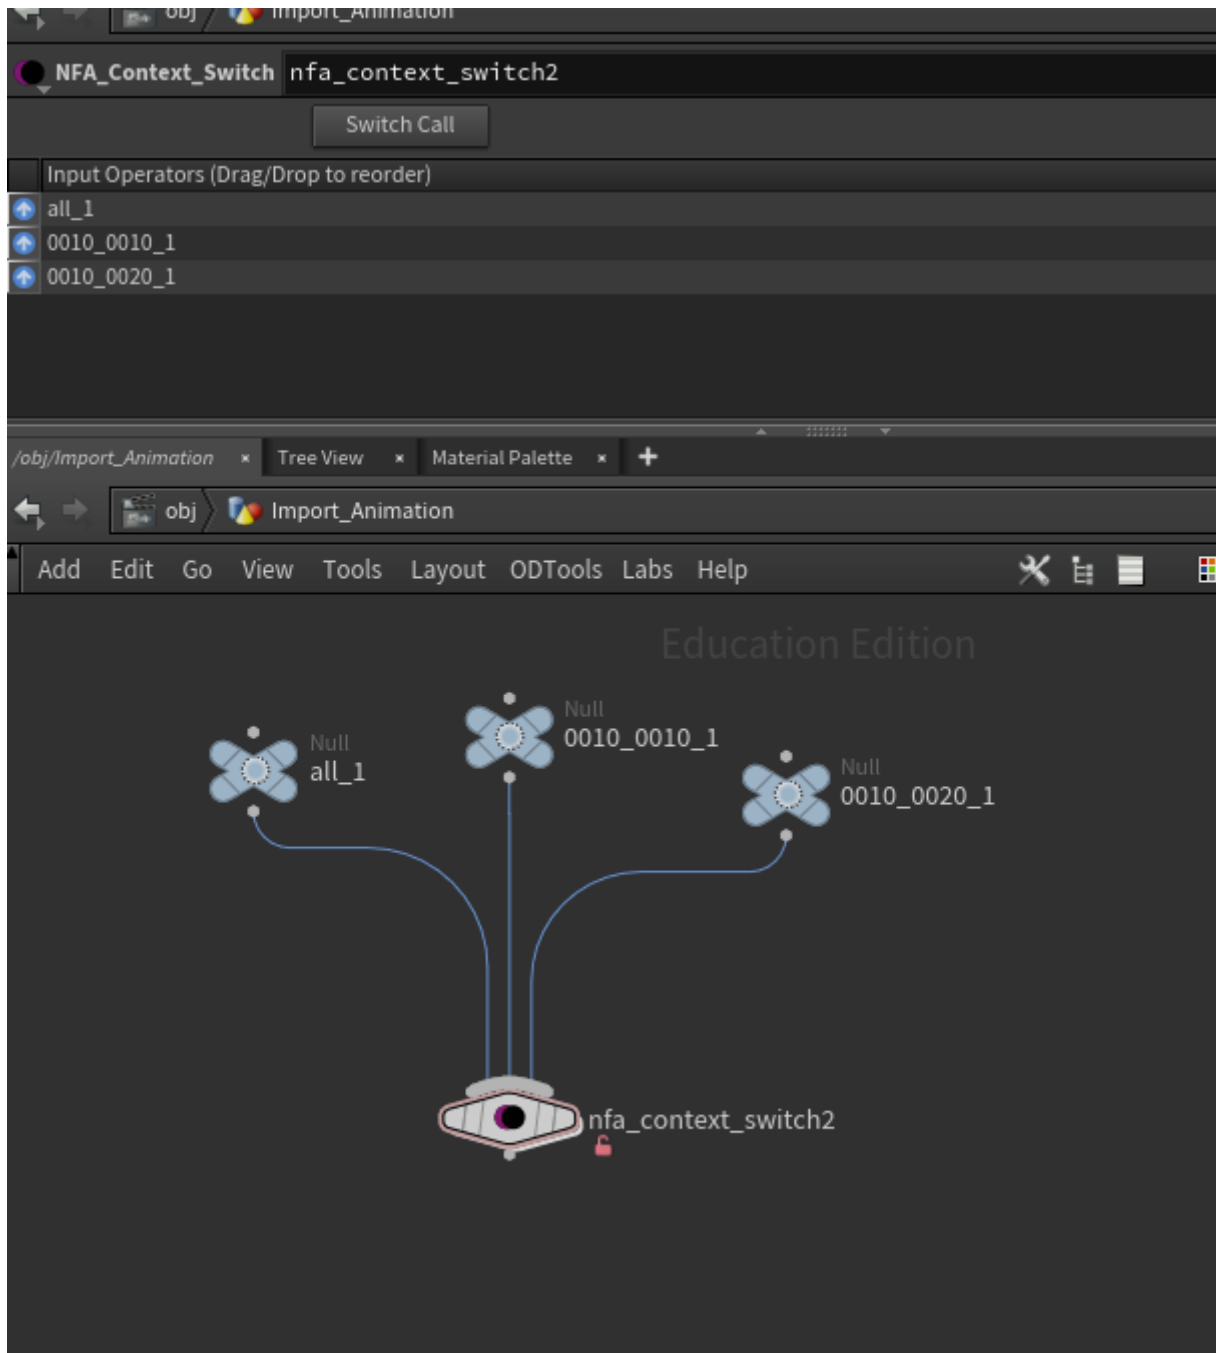 obj Import_Animation
NFA_Context_Switch nfa_context_switch2
Switch Call
Input Operators (Drag/Drop to reorder)
all_1
0010_0010_1
0010_0020_1
/obj/Import_Animation × Tree View × Material Palette × +
obj Import_Animation
Add Edit Go View Tools Layout ODTools Labs Help
Education Edition
Null
0010_0010_1
Null
all_1
Null
0010_0020_1
nfa_context_switch2